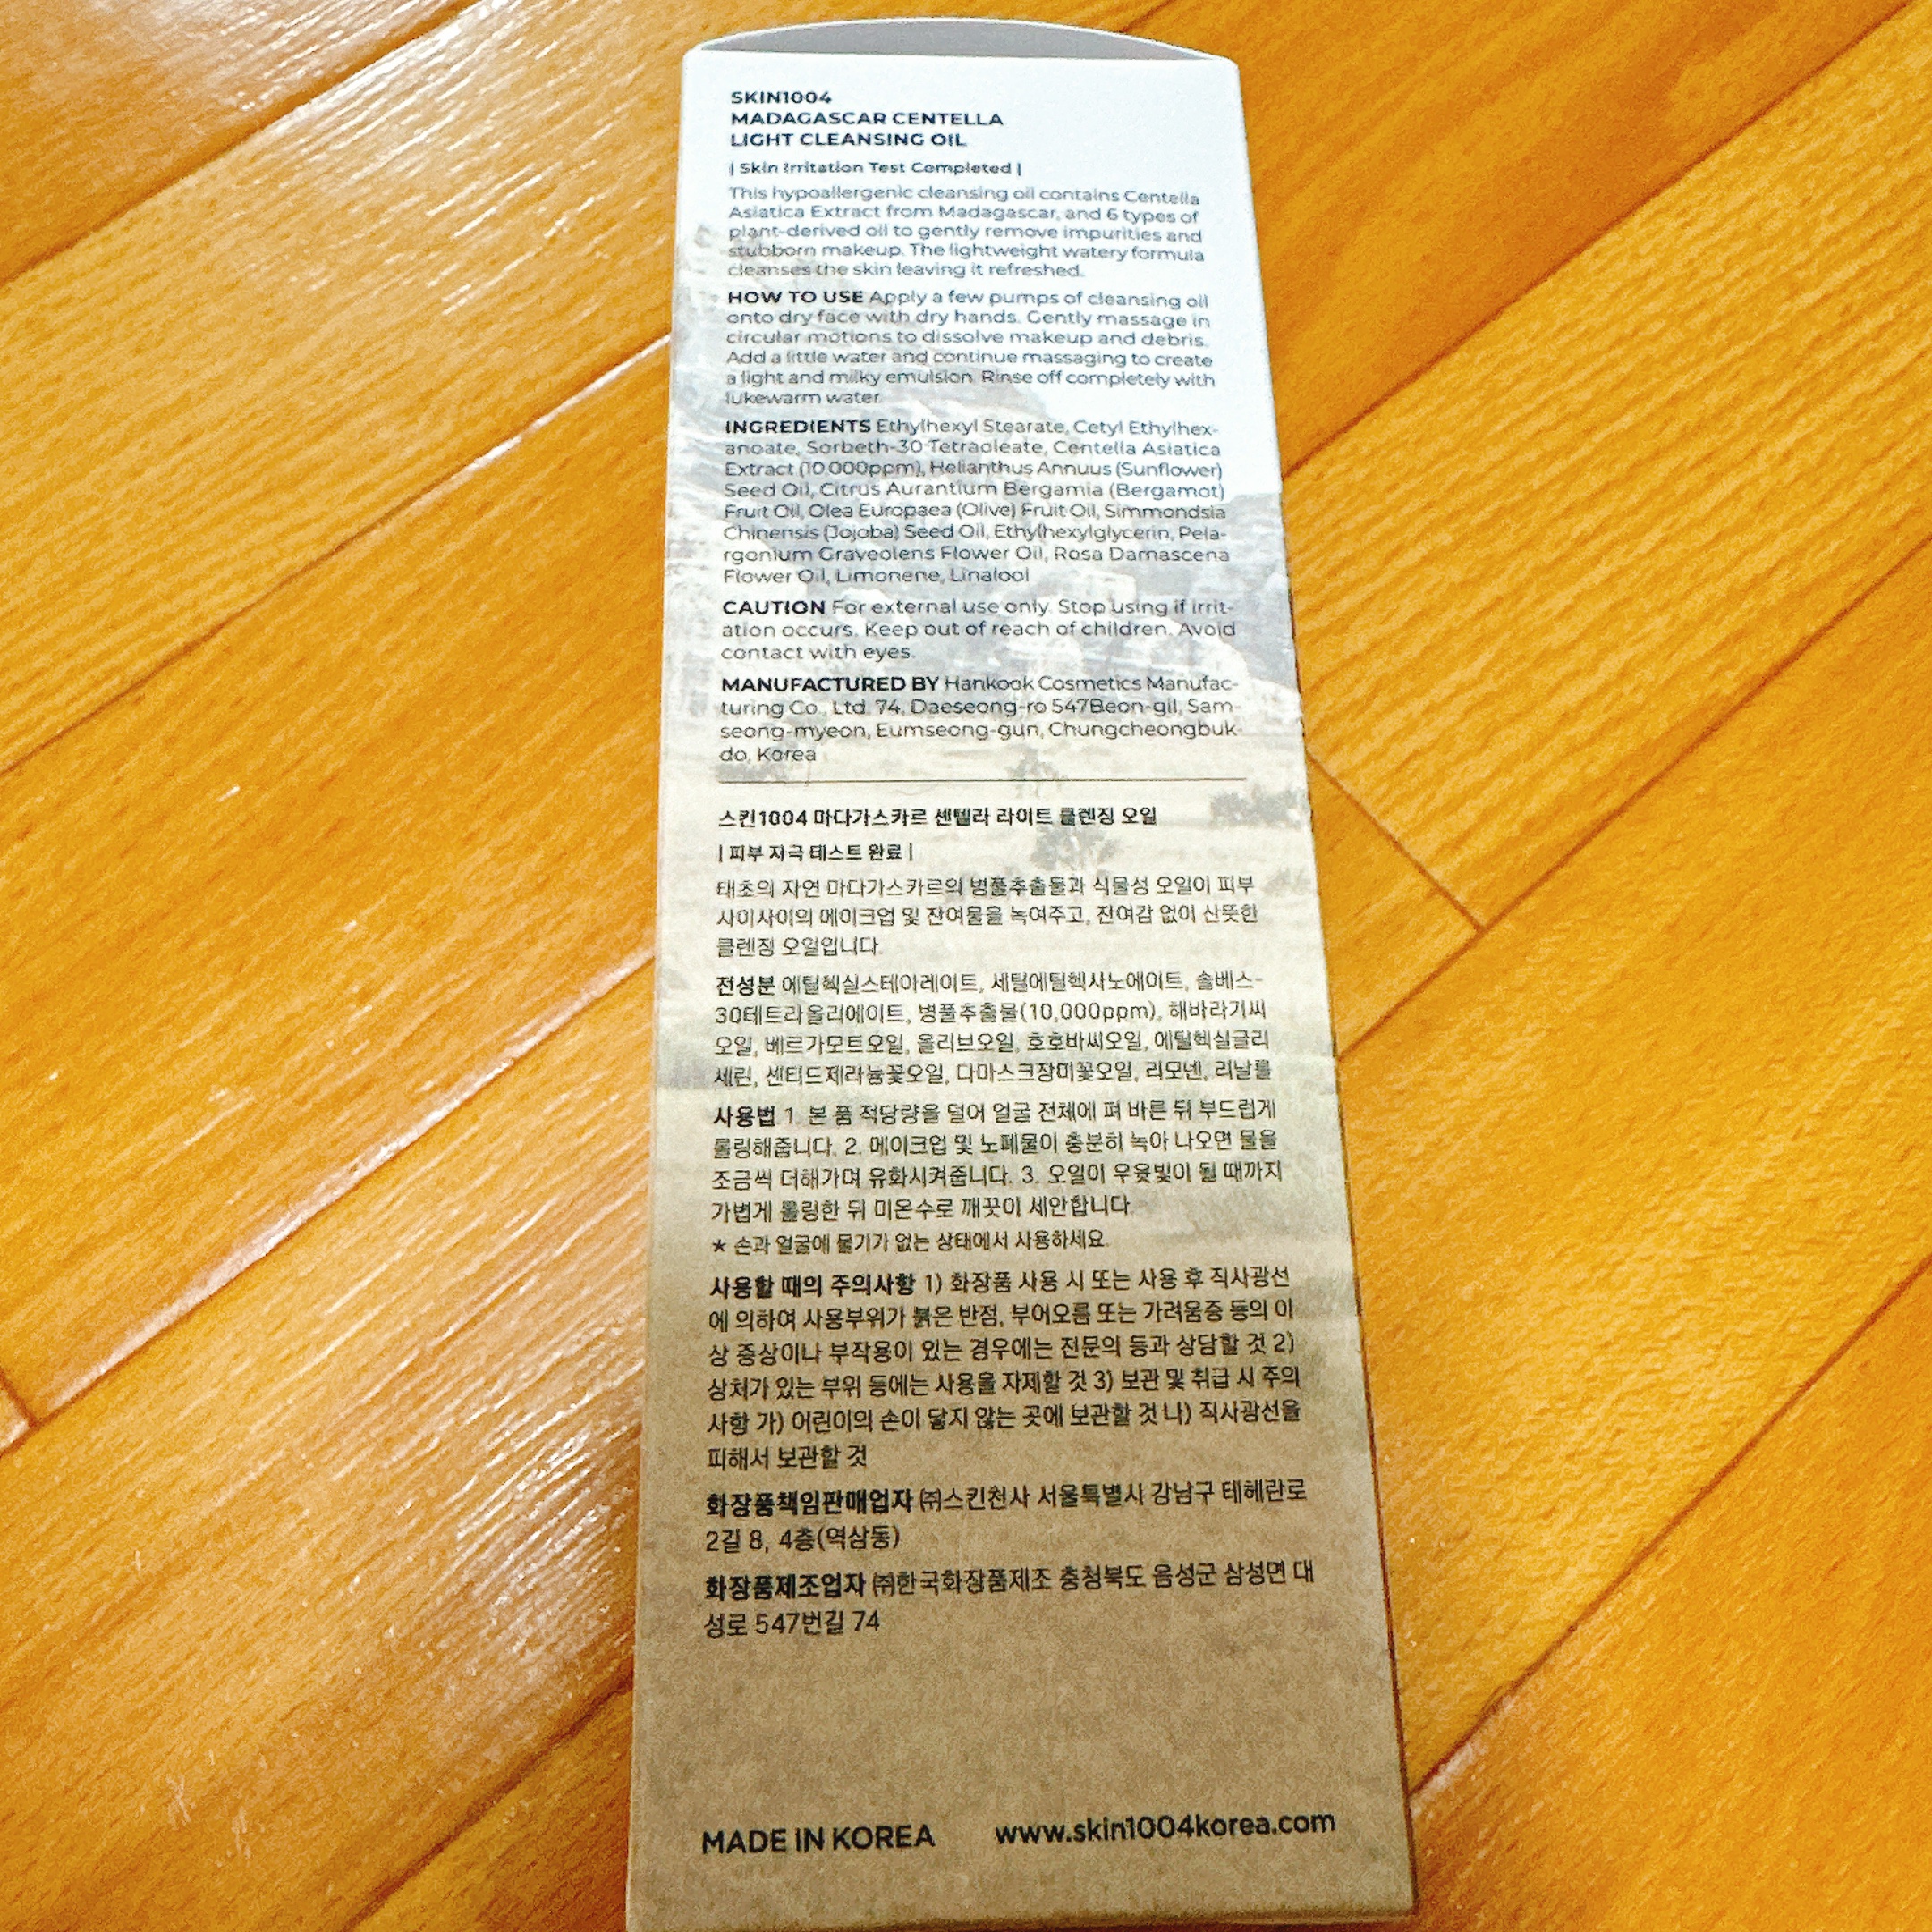 SKIN1004
MADAGASCAR CENTELLA
LIGHT CLEANSING OIL
| Skin Irritation Test Completed |
This hypoallergenic cleansing oil contains Centella
Asiatica Extract from Madagascar, and 6 types of
plant-derived oil to gently remove impurities and
stubborn makeup. The lightweight watery formula
cleanses the skin leaving it refreshed.
HOW TO USE Apply a few pumps of cleansing oil
onto dry face with dry hands. Gently massage in
circular motions to dissolve makeup and debris.
Add a little water and continue massaging to create
a light and milky emulsion. Rinse off completely with
lukewarm water.
INGREDIENTS Ethylhexyl Stearate, Cetyl Ethylhex-
anoate, Sorbeth-30 Tetraoleate, Centella Asiatica
Extract (10,000ppm), Helianthus Annuus (Sunflower)
Seed Oil, Citrus Aurantium Bergamia (Bergamot)
Fruit Oil, Olea Europaea (Olive) Fruit Oil, Simmondsia
Chinensis (Jojoba) Seed Oil, Ethylhexylglycerin, Pela-
rgonium Graveolens Flower Oil, Rosa Damascena
Flower Oil, Limonene, Linalool
CAUTION For external use only. Stop using if irrit-
ation occurs. Keep out of reach of children. Avoid
contact with eyes.
MANUFACTURED BY Hankook Cosmetics Manufac-
turing Co., Ltd. 74, Daeseong-ro 547Beon-gil, Sam-
seong-myeon, Eumseong-gun, Chungcheongbuk-
do, Korea
스킨1004 마다가스카르 센텔라 라이트 클렌징 오일
| 피부 자극 테스트 완료 |
태초의 자연 마다가스카르의 병풀추출물과 식물성 오일이 피부
사이사이의 메이크업 및 잔여물을 녹여주고, 잔여감 없이 산뜻한
클렌징 오일입니다.
전성분 에틸헥실스테아레이트, 세틸에틸헥사노에이트, 솔베스-
30테트라올리에이트, 병풀추출물(10,000ppm), 해바라기씨
오일, 베르가모트오일, 올리브오일, 호호바씨오일, 에틸헥실글리
세린, 센티드제라늄꽃오일, 다마스크장미꽃오일, 리모넨, 리날룰
사용법 1. 본 품 적당량을 덜어 얼굴 전체에 펴 바른 뒤 부드럽게
롤링해줍니다. 2. 메이크업 및 노폐물이 충분히 녹아 나오면 물을
조금씩 더해가며 유화시켜줍니다. 3. 오일이 우윳빛이 될 때까지
가볍게 롤링한 뒤 미온수로 깨끗이 세안합니다.
* 손과 얼굴에 물기가 없는 상태에서 사용하세요.
사용할 때의 주의사항 1) 화장품 사용 시 또는 사용 후 직사광선
에 의하여 사용부위가 붉은 반점, 부어오름 또는 가려움증 등의 이
상 증상이나 부작용이 있는 경우에는 전문의 등과 상담할 것 2)
상처가 있는 부위 등에는 사용을 자제할 것 3) 보관 및 취급 시 주의
사항 가) 어린이의 손이 닿지 않는 곳에 보관할 것 나) 직사광선을
피해서 보관할 것
화장품책임판매업자 ㈜스킨천사 서울특별시 강남구 테헤란로
2길 8, 4층(역삼동)
화장품제조업자 ㈜한국화장품제조 충청북도 음성군 삼성면 대
성로 547번길 74
MADE IN KOREA www.skin1004korea.com